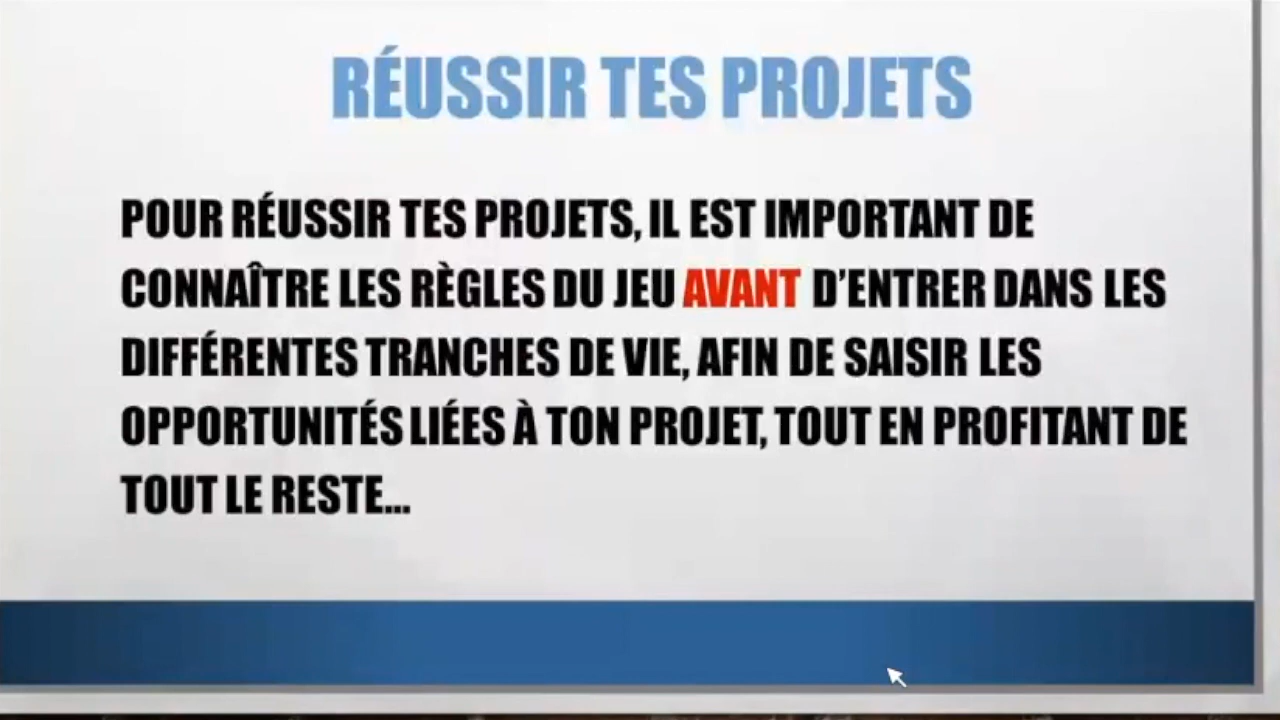 RÉUSSIR TES PROJETS
POUR RÉUSSIR TES PROJETS, IL EST IMPORTANT DE
CONNAÎTRE LES RÈGLES DU JEU AVANT D’ENTRER DANS LES
DIFFÉRENTES TRANCHES DE VIE, AFIN DE SAISIR LES
OPPORTUNITÉS LIÉES À TON PROJET, TOUT EN PROFITANT DE
TOUT LE RESTE...